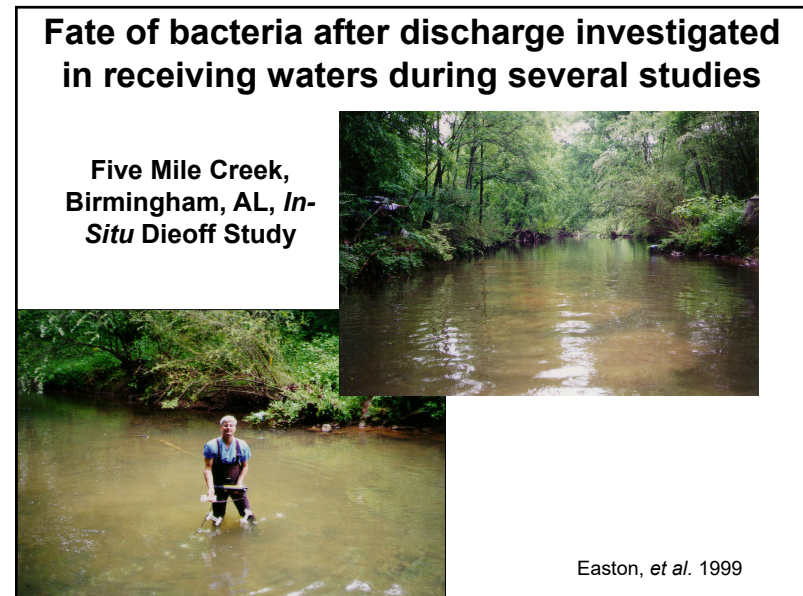 Fate of bacteria after discharge investigated
in receiving waters during several studies
Five Mile Creek,
Birmingham, AL, In-
Situ Dieoff Study
Easton, et al. 1999